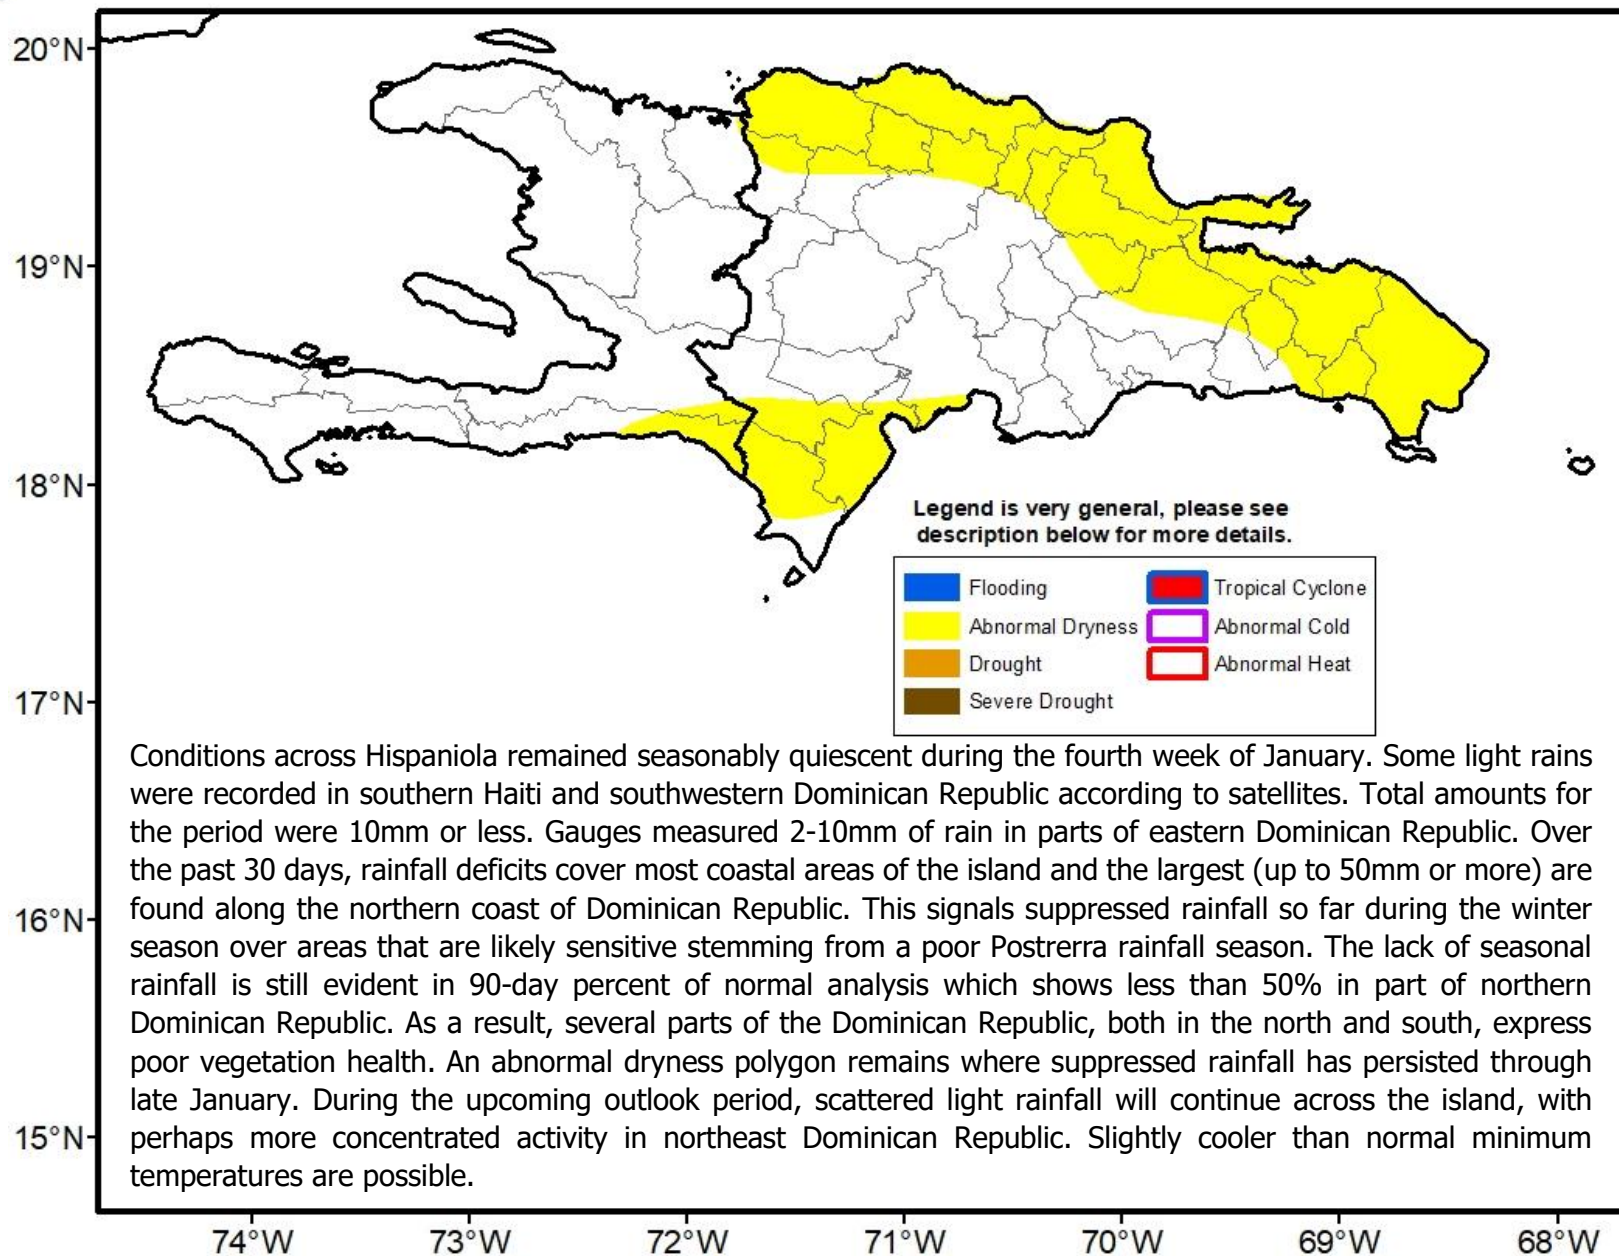 20°N
19°N
18°N
17°N
16°N
15°N
Legend is very general, please see
description below for more details.
Flooding
Tropical Cyclone
Abnormal Dryness
Abnormal Cold
Drought
Abnormal Heat
Severe Drought
Conditions across Hispaniola remained seasonably quiescent during the fourth week of January. Some light rains
were recorded in southern Haiti and southwestern Dominican Republic according to satellites. Total amounts for
the period were 10mm or less. Gauges measured 2-10mm of rain in parts of eastern Dominican Republic. Over
the past 30 days, rainfall deficits cover most coastal areas of the island and the largest (up to 50mm or more) are
found along the northern coast of Dominican Republic. This signals suppressed rainfall so far during the winter
season over areas that are likely sensitive stemming from a poor Postrerra rainfall season. The lack of seasonal
rainfall is still evident in 90-day percent of normal analysis which shows less than 50% in part of northern
Dominican Republic. As a result, several parts of the Dominican Republic, both in the north and south, express
poor vegetation health. An abnormal dryness polygon remains where suppressed rainfall has persisted through
late January. During the upcoming outlook period, scattered light rainfall will continue across the island, with
perhaps more concentrated activity in northeast Dominican Republic. Slightly cooler than normal minimum
temperatures are possible.
74°W
73°W
72°W
71°W
70°W
69°W
68°W